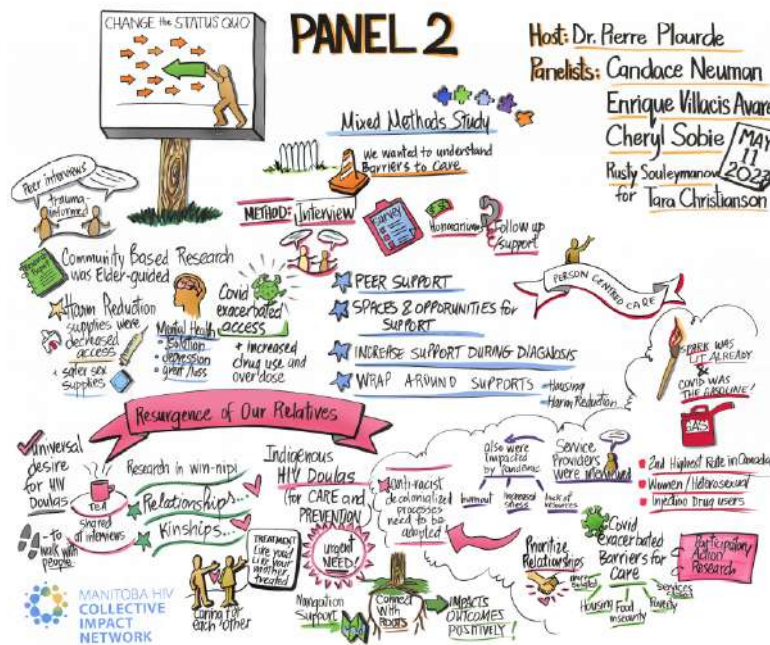 CHANGE the STATUS QUO
PANEL 2
Host: Dr. Pierre Plourde
Panelists: Candace Neuman
Enrique Villacis Avare
Cheryl Sobie
Rusty Souleymanov
for Tara Christianson
MAY
11
2023
Mixed Methods Study
we wanted to understand
Barriers to Care
Peer interviews
trauma-
informed
METHOD: Interview
Survey
Honorarium
Follow up
support
Community Based Research
was Elder-guided
Harm Reduction
supplies were
decreased
access
+ safer sex
supplies
Mental Health
isolation
depression
grief/loss
Covid
exacerbated
access
+ increased
drug use and
overdose
PEER SUPPORT
SPACES & OPPORUNITIES for
SUPPORT
INCREASE SUPPORT DURING DIAGNOSIS
WRAP AROUND SUPPORTS
-Housing
-Harm Reduction
PERSON CENTRED CARE
SPARK WAS
LIT ALREADY
&
COVID WAS
THE GASOLINE!
GAS
2nd Highest Rate in Canada
Women / Heterosexual
Injection Drug users
Resurgence of Our Relatives
universal
desire
for HIV
Doulas
-to
walk with
people
TEA
shared
at interviews
Research in win-nipi
Relationships...
Kinships...
Indigenous
HIV Doulas
(for CARE and
PREVENTION)
urgent
NEED!
TREATMENT
Like you'd
Like your
mother
treated
Caring for
each other
Navigation
Support
Connect
With
ROOTS
IMPACTS
OUTCOMES
POSITIVELY!
anti-racist
decolonialized
processes
need to be
adopted
also were
impacted
by pandemic
burnout
increased
stress
lack of
resources
Service
Providers
were interviewed
Prioritize
Relationships
Covid
exacerbated
Barriers for
Care
Housing
Food
insecurity
Poverty
Participatory
Action
Research
MANITOBA HIV
COLLECTIVE
IMPACT
NETWORK